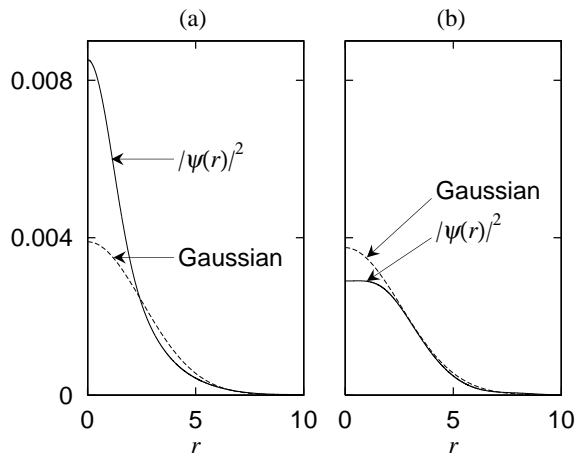 (a) (b)
0.008
|ψ(r)|²
Gaussian
|ψ(r)|²
0.004
Gaussian
0
0 5 10 0 5 10
r r